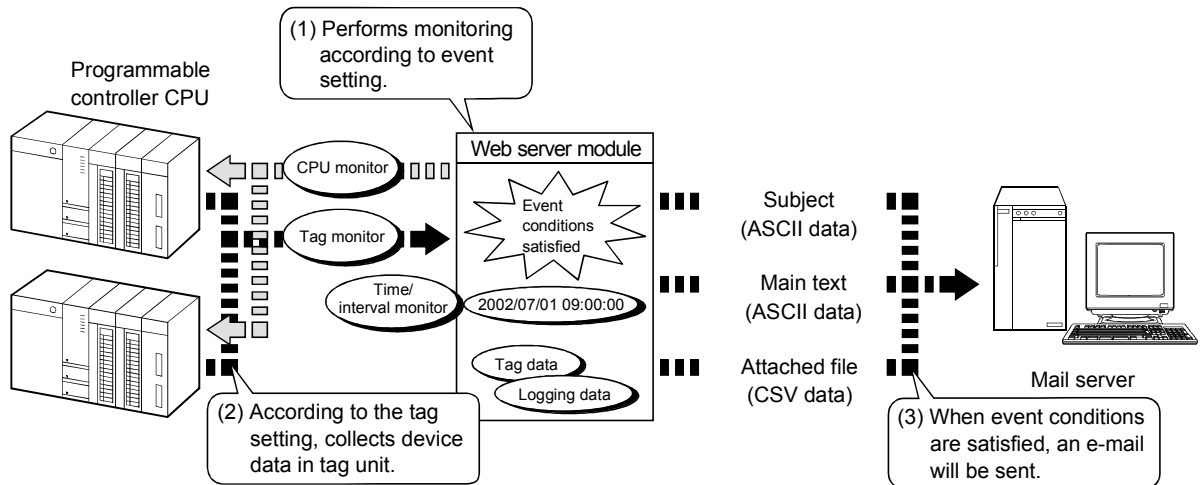 (1) Performs monitoring
according to event
setting.
Programmable
controller CPU
Web server module
CPU monitor
Event
conditions
satisfied
Tag monitor
Time/
interval monitor
2002/07/01 09:00:00
Tag data
Logging data
Subject
(ASCII data)
Main text
(ASCII data)
Attached file
(CSV data)
Mail server
(2) According to the tag
setting, collects device
data in tag unit.
(3) When event conditions
are satisfied, an e-mail
will be sent.